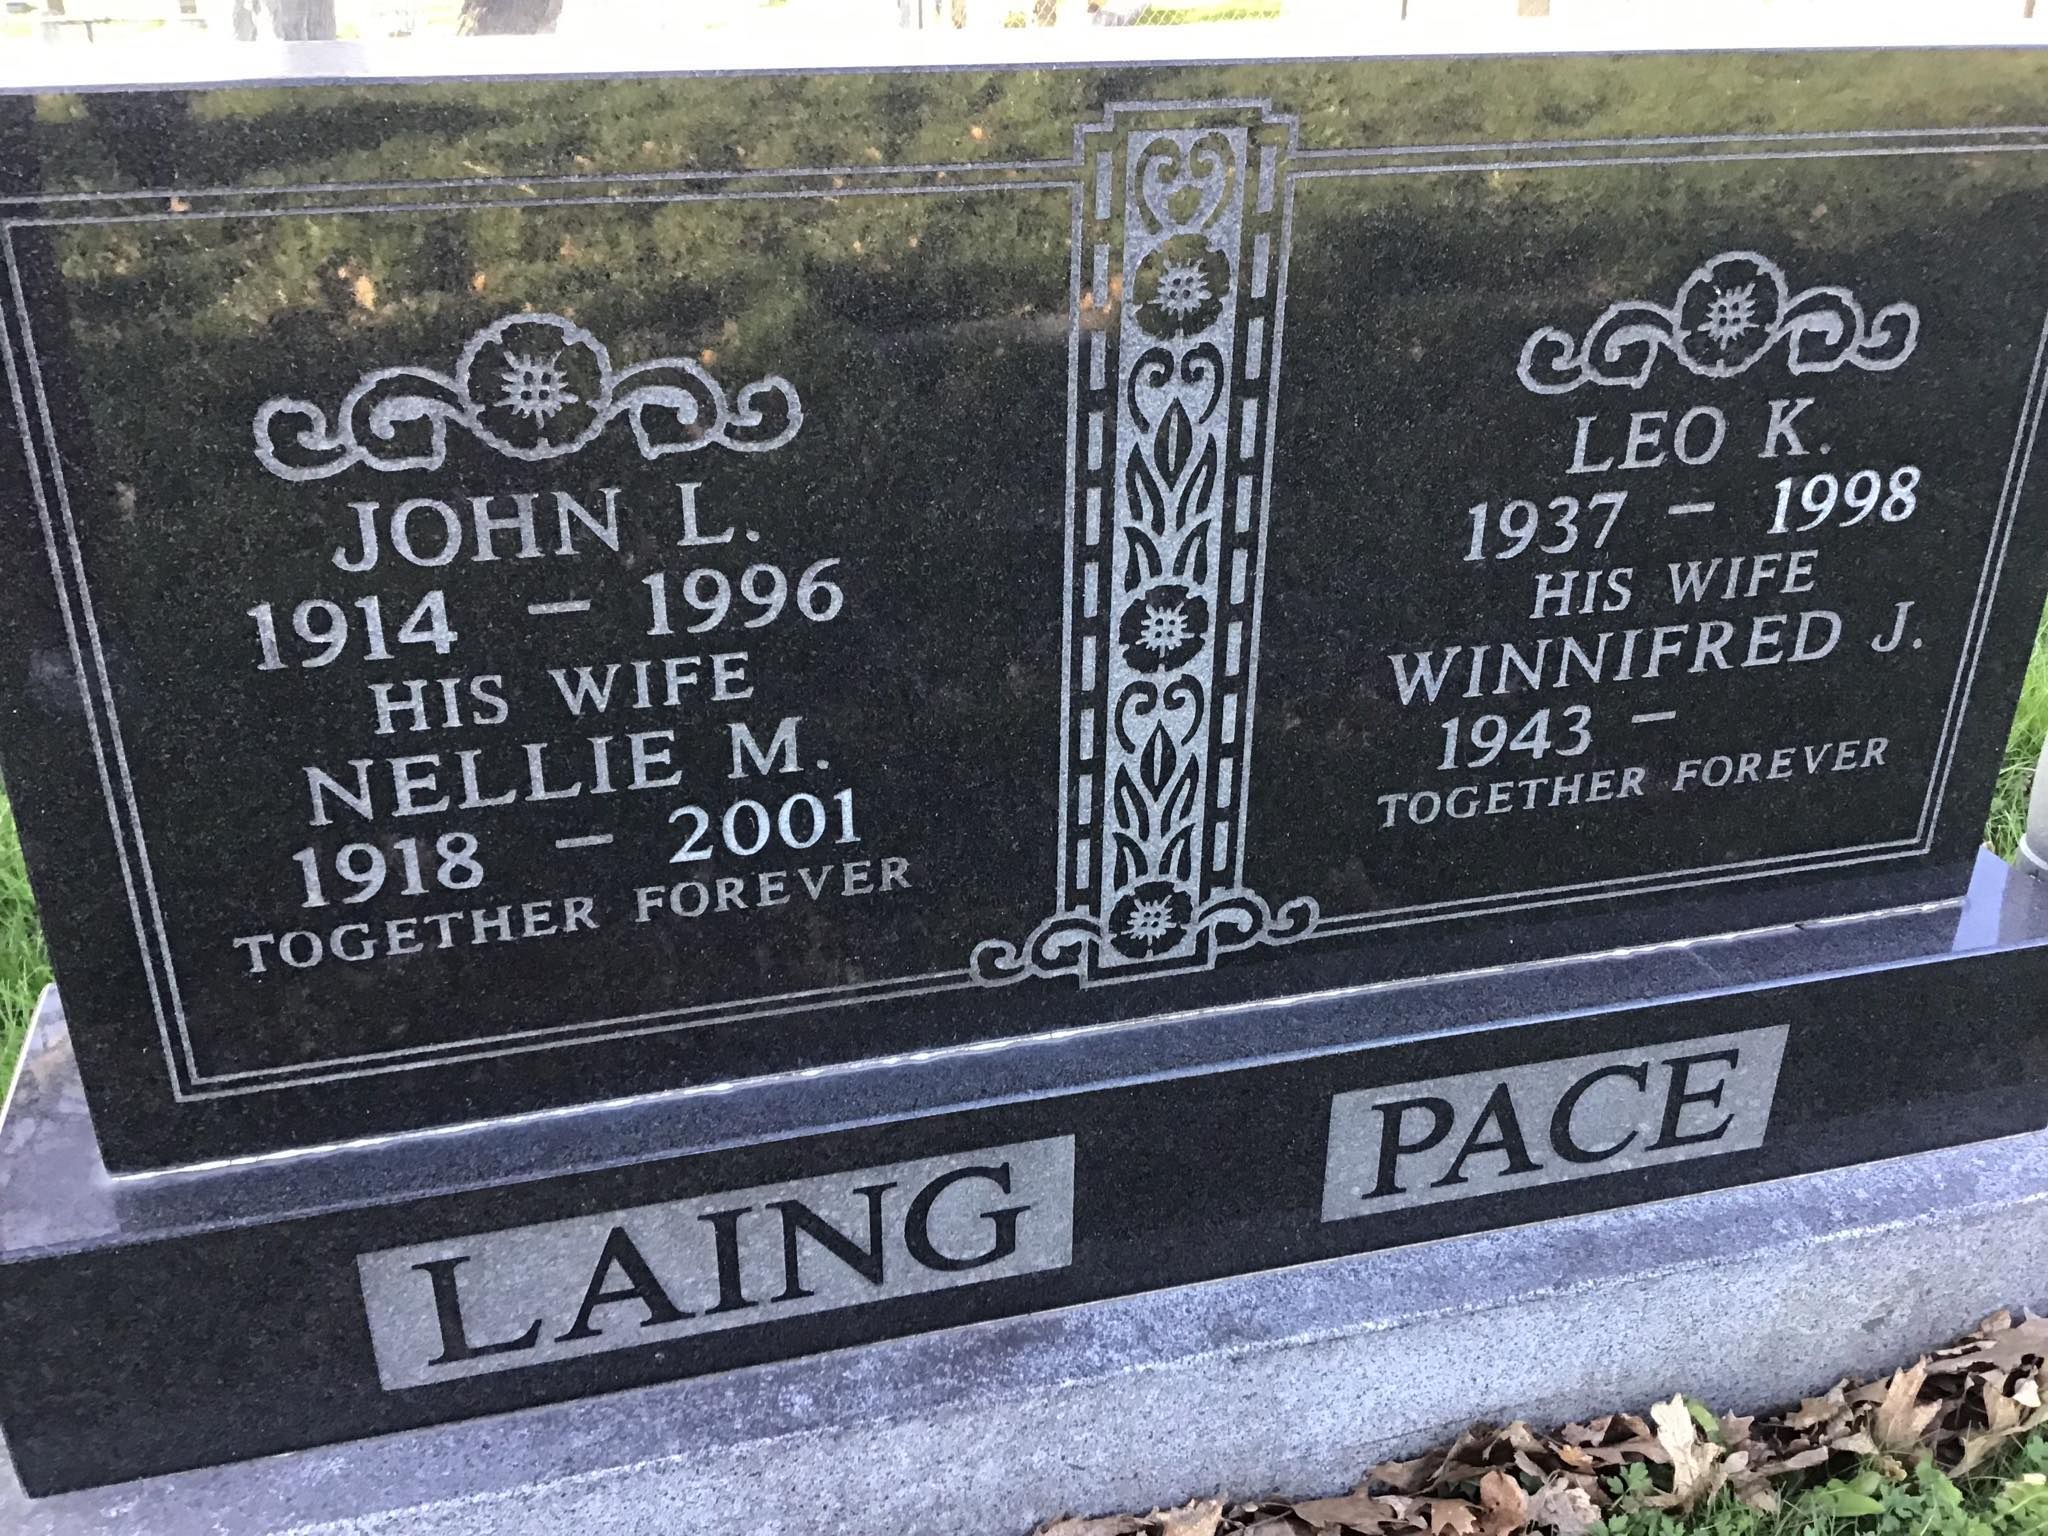 JOHN L.
1914 – 1996
HIS WIFE
NELLIE M.
1918 – 2001
TOGETHER FOREVER
LEO K.
1937 – 1998
HIS WIFE
WINNIFRED J.
1943 –
TOGETHER FOREVER
LAING
PACE